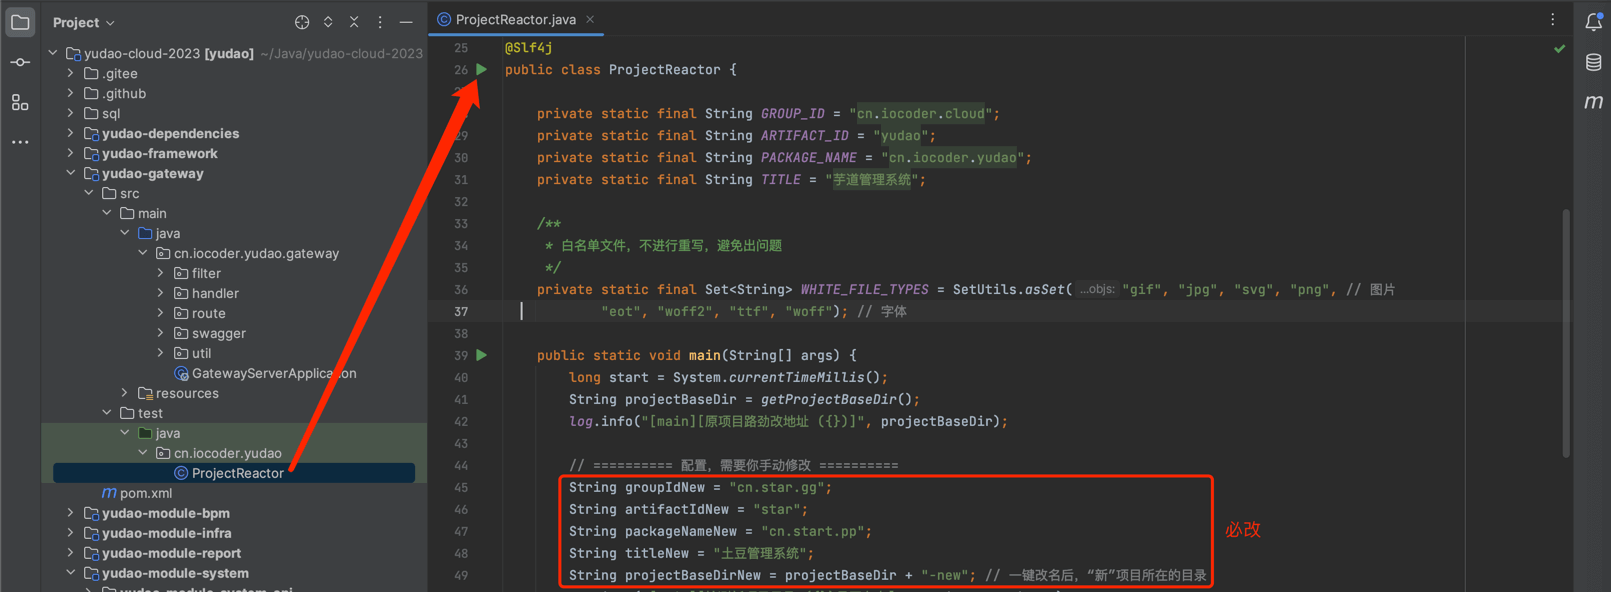 Project
ProjectReactor.java
yudao-cloud-2023 [yudao] ~/Java/yudao-cloud-2023
.gitee
.github
sql
yudao-dependencies
yudao-framework
yudao-gateway
src
main
java
cn.iocoder.yudao.gateway
filter
handler
route
swagger
util
GatewayServerApplication
resources
test
java
cn.iocoder.yudao
ProjectReactor
pom.xml
yudao-module-bpm
yudao-module-infra
yudao-module-report
yudao-module-system
25 @Slf4j
26 public class ProjectReactor {
private static final String GROUP_ID = "cn.iocoder.cloud";
29 private static final String ARTIFACT_ID = "yudao";
30 private static final String PACKAGE_NAME = "cn.iocoder.yudao";
31 private static final String TITLE = "芋道管理系统";
32
33 /**
34 * 白名单文件，不进行重写，避免出问题
35 */
36 private static final Set<String> WHITE_FILE_TYPES = SetUtils.asSet( ...objs: "gif", "jpg", "svg", "png", // 图片
37 "eot", "woff2", "ttf", "woff"); // 字体
38
39 public static void main(String[] args) {
40 long start = System.currentTimeMillis();
41 String projectBaseDir = getProjectBaseDir();
42 log.info("[main][原项目路劲改地址 ({})]", projectBaseDir);
43
44 // ========== 配置，需要你手动修改 ==========
45 String groupIdNew = "cn.star.gg";
46 String artifactIdNew = "star";
47 String packageNameNew = "cn.start.pp";
48 String titleNew = "土豆管理系统";
49 String projectBaseDirNew = projectBaseDir + "-new"; // 一键改名后，“新”项目所在的目录
必改